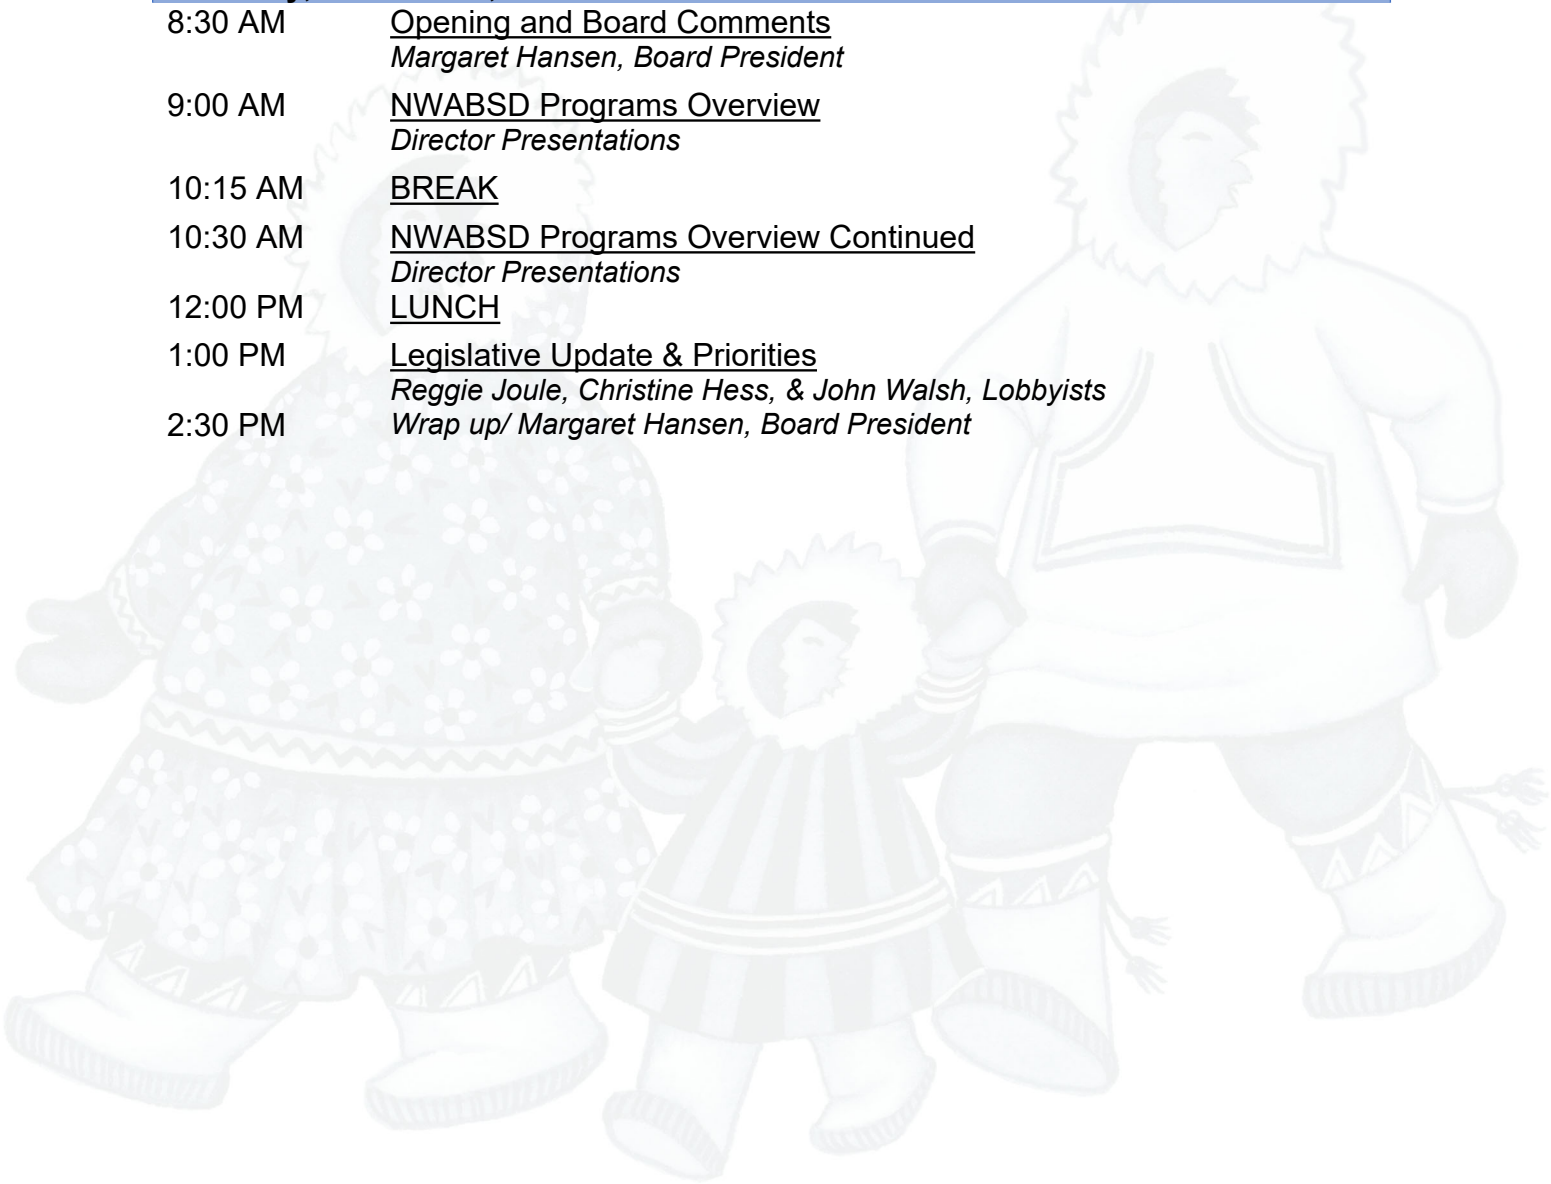 8:30 AM Opening and Board Comments
Margaret Hansen, Board President
9:00 AM NWABSD Programs Overview
Director Presentations
10:15 AM BREAK
10:30 AM NWABSD Programs Overview Continued
Director Presentations
12:00 PM LUNCH
1:00 PM Legislative Update & Priorities
Reggie Joule, Christine Hess, & John Walsh, Lobbyists
2:30 PM Wrap up/ Margaret Hansen, Board President